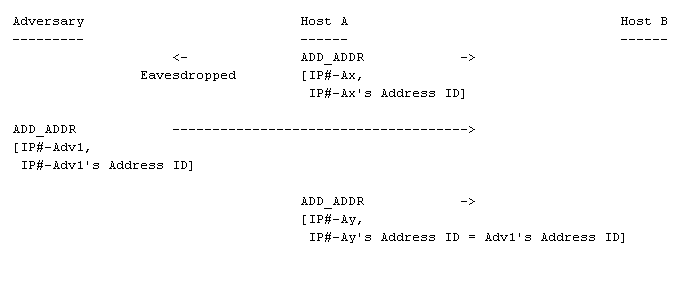 Adversary Host A Host B
--------- ------ ------
<- ADD_ADDR ->
Eavesdropped [IP#-Ax,
IP#-Ax's Address ID]
ADD_ADDR ------------------------------------->
[IP#-Adv1,
IP#-Adv1's Address ID]
ADD_ADDR ->
[IP#-Ay,
IP#-Ay's Address ID = Adv1's Address ID]